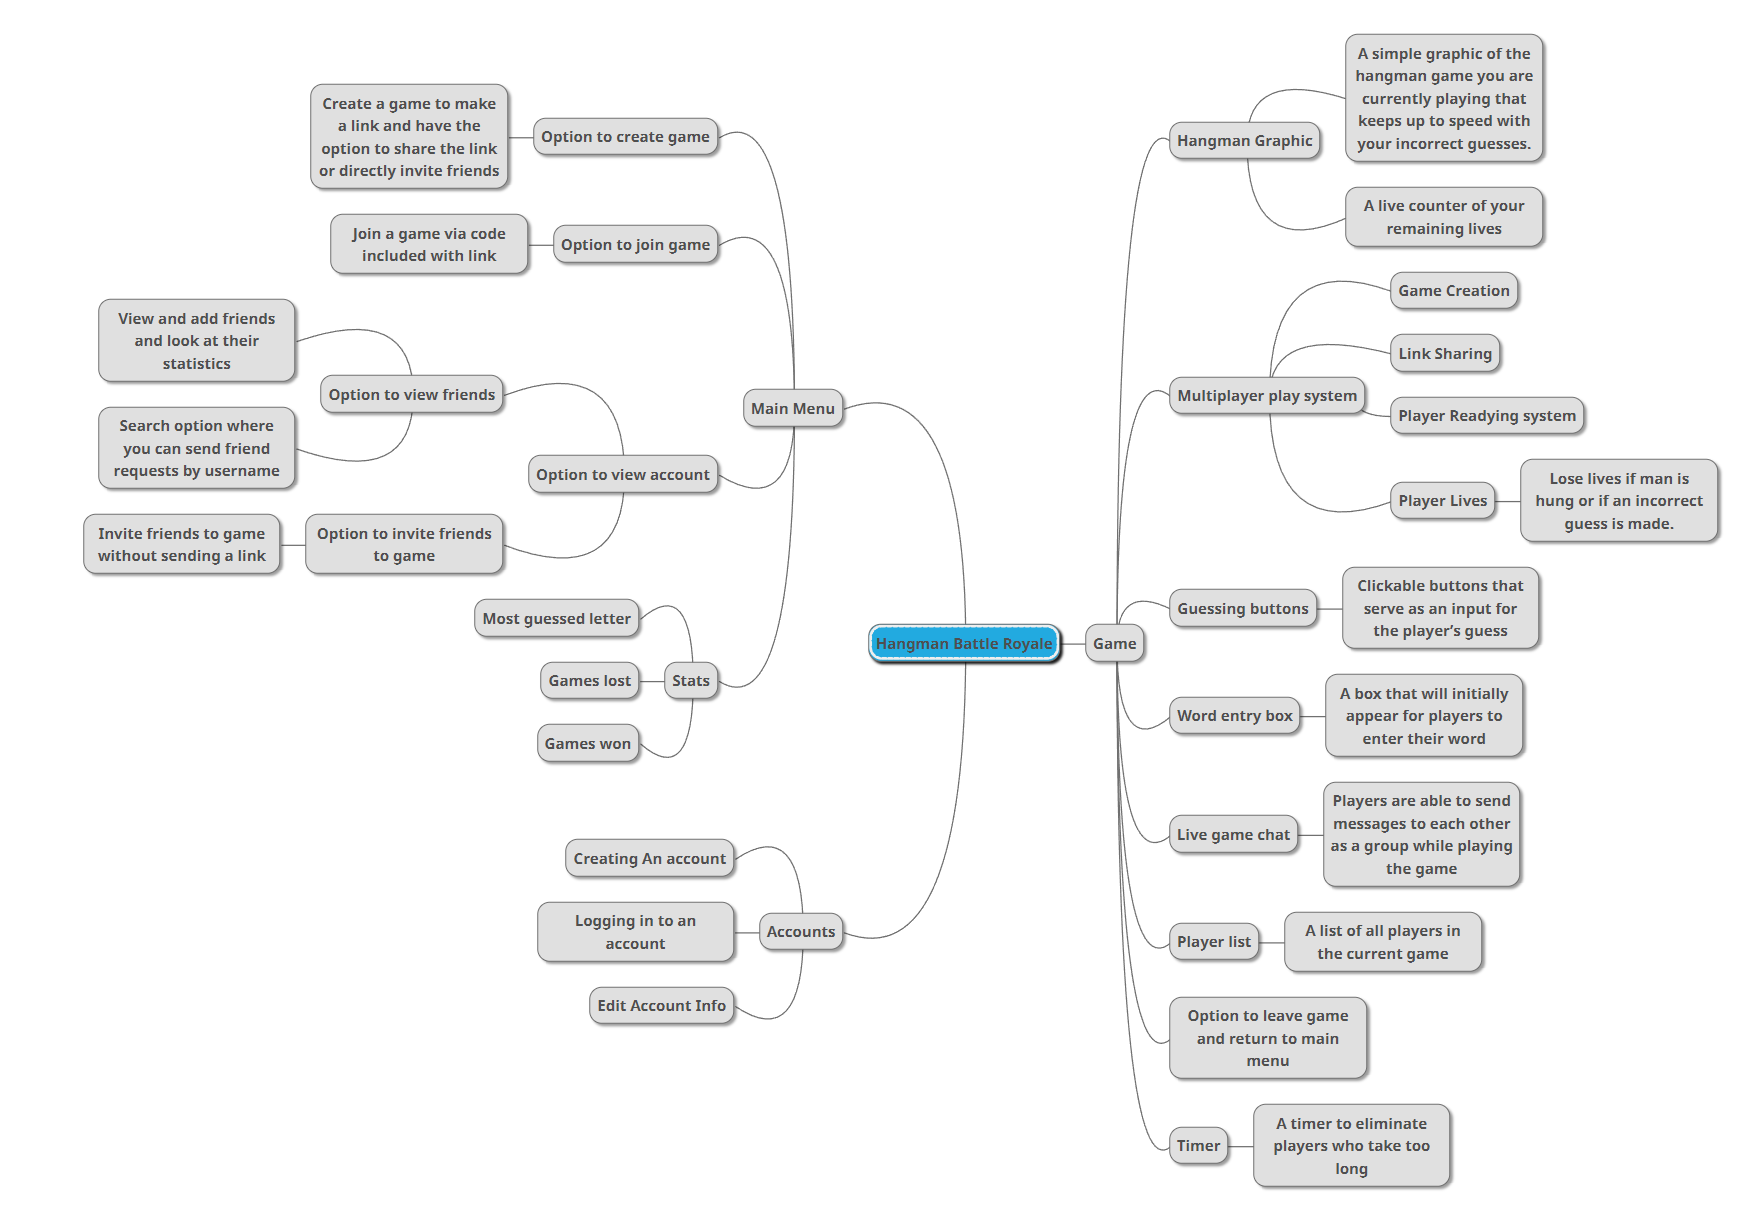 Hangman Battle Royale
Main Menu
Option to create game
Create a game to make
a link and have the
option to share the link
or directly invite friends
Option to join game
Join a game via code
included with link
Option to view account
Option to view friends
View and add friends
and look at their
statistics
Search option where
you can send friend
requests by username
Option to invite friends
to game
Invite friends to game
without sending a link
Stats
Most guessed letter
Games lost
Games won
Accounts
Creating An account
Logging in to an
account
Edit Account Info
Game
Hangman Graphic
A simple graphic of the
hangman game you are
currently playing that
keeps up to speed with
your incorrect guesses.
A live counter of your
remaining lives
Multiplayer play system
Game Creation
Link Sharing
Player Readying system
Player Lives
Lose lives if man is
hung or if an incorrect
guess is made.
Guessing buttons
Clickable buttons that
serve as an input for
the player’s guess
Word entry box
A box that will initially
appear for players to
enter their word
Live game chat
Players are able to send
messages to each other
as a group while playing
the game
Player list
A list of all players in
the current game
Option to leave game
and return to main
menu
Timer
A timer to eliminate
players who take too
long